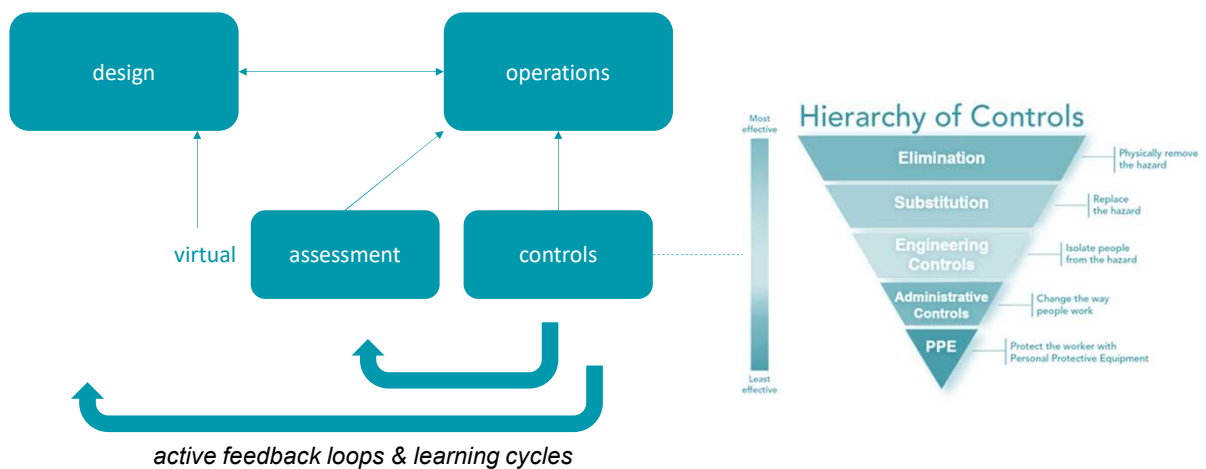 design
operations
virtual
assessment
controls
active feedback loops & learning cycles
Hierarchy of Controls
Most
effective
Least
effective
Elimination
Physically remove
the hazard
Substitution
Replace
the hazard
Engineering
Controls
Isolate people
from the hazard
Administrative
Controls
Change the way
people work
PPE
Protect the worker with
Personal Protective Equipment